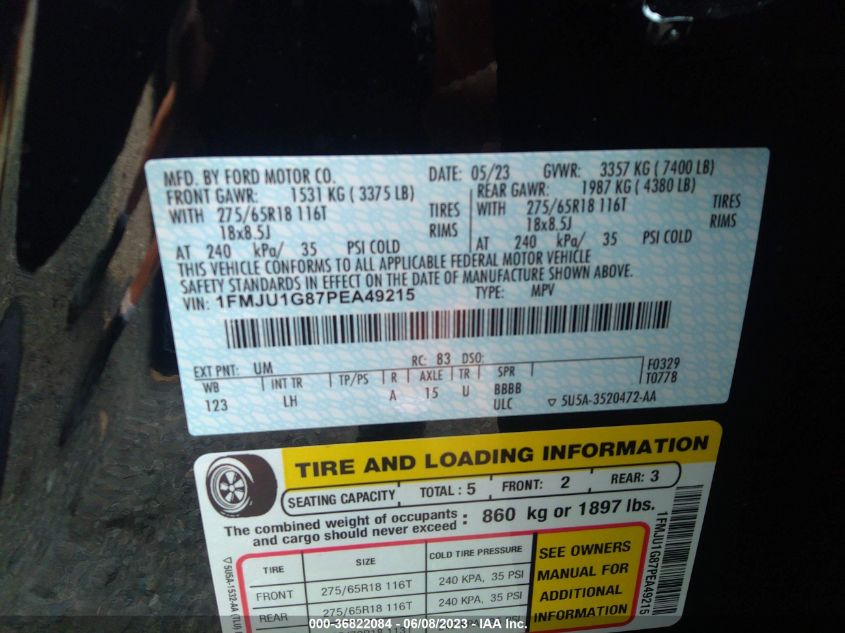 MFD. BY FORD MOTOR CO.
DATE: 05/23
GVWR: 3357 KG ( 7400 LB)
FRONT GAWR: 1531 KG ( 3375 LB)
REAR GAWR: 1987 KG ( 4380 LB)
WITH 275/65R18 116T TIRES
WITH 275/65R18 116T TIRES
18x8.5J RIMS
18x8.5J RIMS
AT 240 kPa/ 35 PSI COLD
AT 240 kPa/ 35 PSI COLD
THIS VEHICLE CONFORMS TO ALL APPLICABLE FEDERAL MOTOR VEHICLE
SAFETY STANDARDS IN EFFECT ON THE DATE OF MANUFACTURE SHOWN ABOVE.
VIN: 1FMJU1G87PEA49215
TYPE: MPV
EXT PNT: UM
RC: 83 DSO:
F0329
T0778
WB INT TR TP/PS R AXLE TR SPR
123 LH A 15 U BBBB
ULC
5U5A-3520472-AA
TIRE AND LOADING INFORMATION
SEATING CAPACITY TOTAL : 5 FRONT: 2 REAR: 3
The combined weight of occupants
and cargo should never exceed : 860 kg or 1897 lbs.
TIRE SIZE COLD TIRE PRESSURE
FRONT 275/65R18 116T 240 KPA, 35 PSI
REAR 275/65R18 116T 240 KPA, 35 PSI
SEE OWNERS
MANUAL FOR
ADDITIONAL
INFORMATION
1FMJU1G87PEA49215
000-36822084 - 06/08/2023 - IAA Inc.